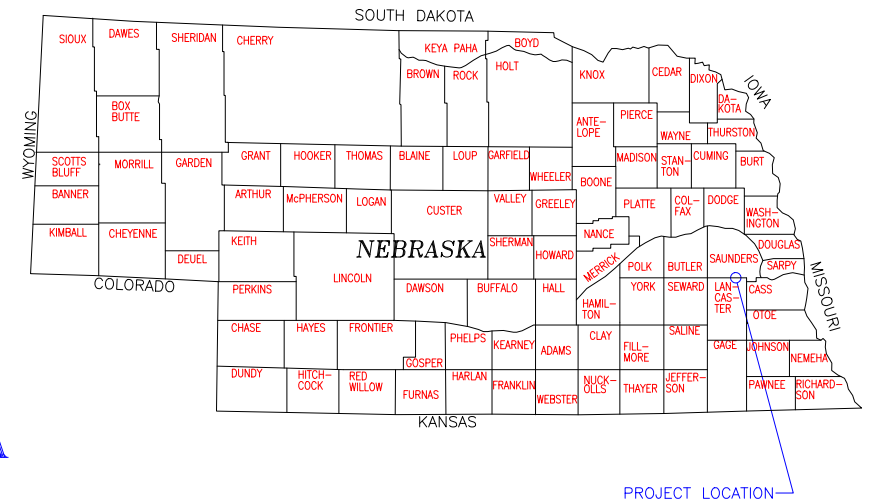 SOUTH DAKOTA
SIOUX
DAWES
SHERIDAN
CHERRY
KEYA PAHA
BOYD
BROWN
ROCK
HOLT
KNOX
CEDAR
DIXON
IOWA
DA-
KOTA
BOX
BUTTE
ANTE-
LOPE
PIERCE
WAYNE
THURSTON
WYOMING
SCOTTS
BLUFF
MORRILL
GARDEN
GRANT
HOOKER
THOMAS
BLAINE
LOUP
GARFIELD
WHEELER
MADISON
STAN-
TON
CUMING
BURT
BOONE
BANNER
ARTHUR
McPHERSON
LOGAN
CUSTER
VALLEY
GREELEY
PLATTE
COL-
FAX
DODGE
WASH-
INGTON
KIMBALL
CHEYENNE
KEITH
NEBRASKA
SHERMAN
HOWARD
NANCE
MERRICK
DOUGLAS
DEUEL
LINCOLN
POLK
BUTLER
SAUNDERS
SARPY
MISSOURI
COLORADO
PERKINS
DAWSON
BUFFALO
HALL
HAMIL-
TON
YORK
SEWARD
LAN-
CAS-
TER
CASS
OTOE
CHASE
HAYES
FRONTIER
GOSPER
PHELPS
KEARNEY
ADAMS
CLAY
FILL-
MORE
SALINE
GAGE
JOHNSON
NEMEHA
DUNDY
HITCH-
COCK
RED
WILLOW
FURNAS
HARLAN
FRANKLIN
WEBSTER
NUCK-
OLLS
THAYER
JEFFER-
SON
PAWNEE
RICHARD-
SON
KANSAS
PROJECT LOCATION